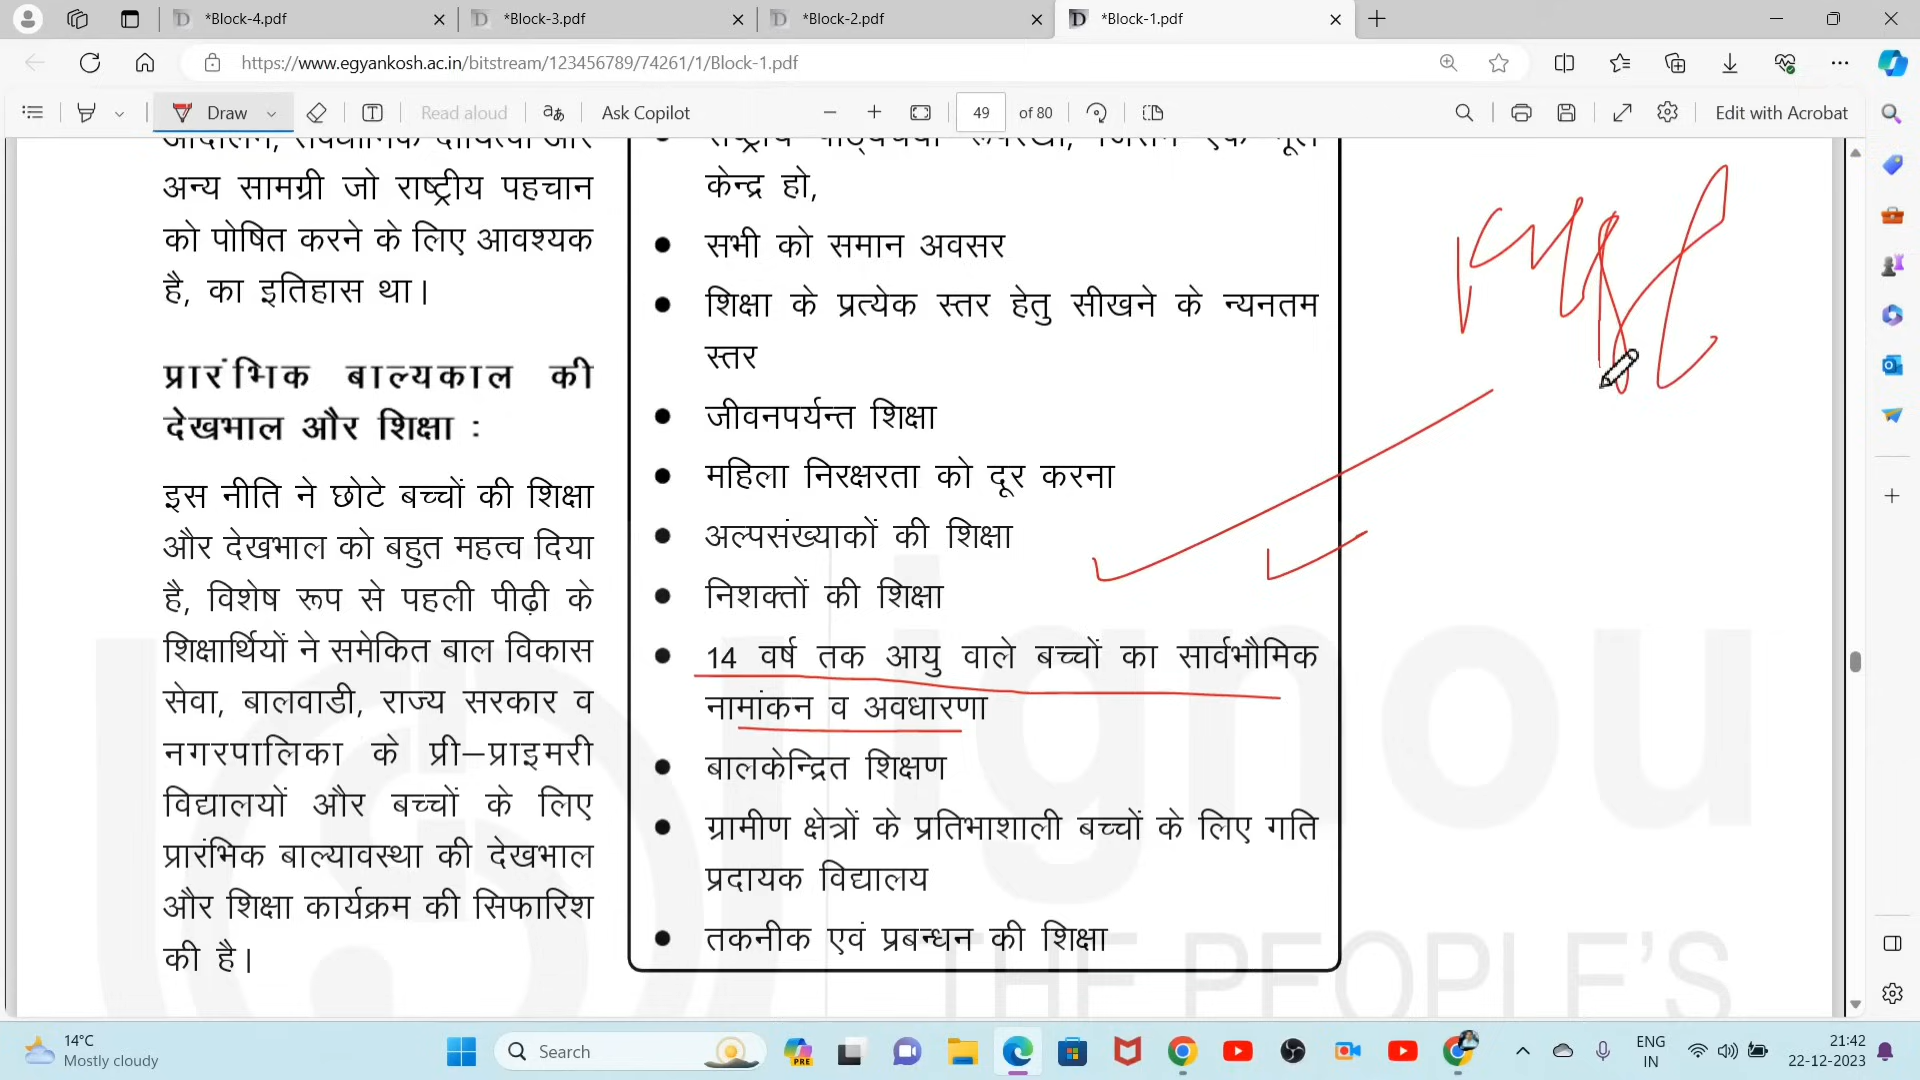 *Block-4.pdf
*Block-3.pdf
*Block-2.pdf
*Block-1.pdf
https://www.egyankosh.ac.in/bitstream/123456789/74261/1/Block-1.pdf
Draw
Read aloud
aあ
Ask Copilot
49 of 80
Edit with Acrobat
अन्य सामग्री जो राष्ट्रीय पहचान
को पोषित करने के लिए आवश्यक
है, का इतिहास था।
प्रारंभिक बाल्यकाल की
देखभाल और शिक्षा :
इस नीति ने छोटे बच्चों की शिक्षा
और देखभाल को बहुत महत्व दिया
है, विशेष रूप से पहली पीढ़ी के
शिक्षार्थियों ने समेकित बाल विकास
सेवा, बालवाडी, राज्य सरकार व
नगरपालिका के प्री–प्राइमरी
विद्यालयों और बच्चों के लिए
प्रारंभिक बाल्यावस्था की देखभाल
और शिक्षा कार्यक्रम की सिफारिश
की है।
केन्द्र हो,
• सभी को समान अवसर
• शिक्षा के प्रत्येक स्तर हेतु सीखने के न्यनतम
स्तर
• जीवनपर्यन्त शिक्षा
• महिला निरक्षरता को दूर करना
• अल्पसंख्याकों की शिक्षा
• निशक्तों की शिक्षा
• 14 वर्ष तक आयु वाले बच्चों का सार्वभौमिक
नामांकन व अवधारणा
• बालकेन्द्रित शिक्षण
• ग्रामीण क्षेत्रों के प्रतिभाशाली बच्चों के लिए गति
प्रदायक विद्यालय
• तकनीक एवं प्रबन्धन की शिक्षा
ignou
THE PEOPLE'S
14°C
Mostly cloudy
Search
PRE
ENG
IN
21:42
22-12-2023